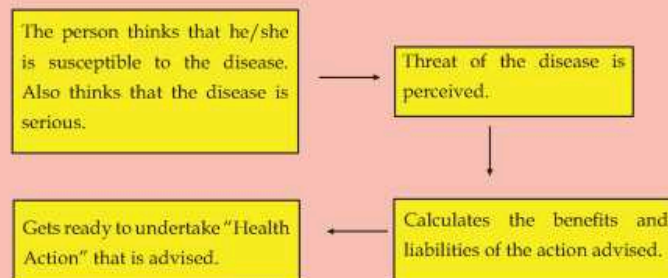 The person thinks that he/she
is susceptible to the disease.
Also thinks that the disease is
serious.
Threat of the disease is
perceived.
Calculates the benefits and
liabilities of the action advised.
Gets ready to undertake "Health
Action" that is advised.